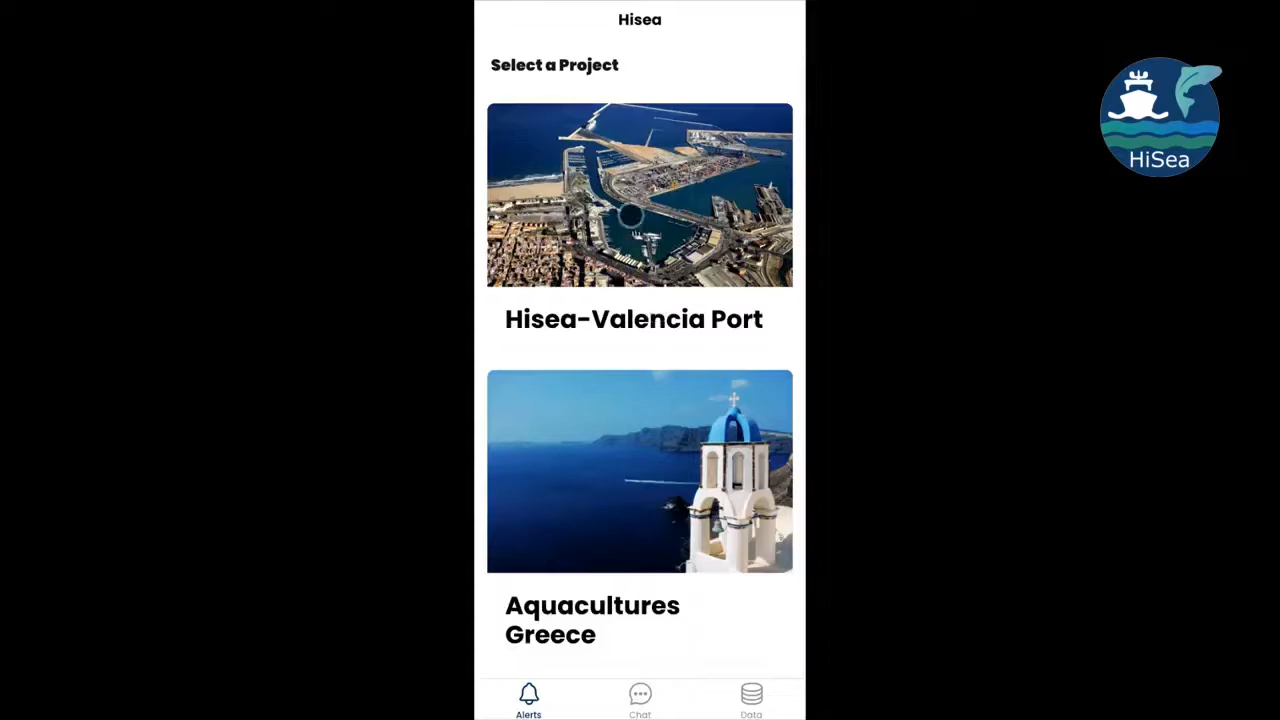 Hisea
Select a Project
HiSea
Hisea-Valencia Port
Aquacultures
Greece
Alerts
Chat
Data